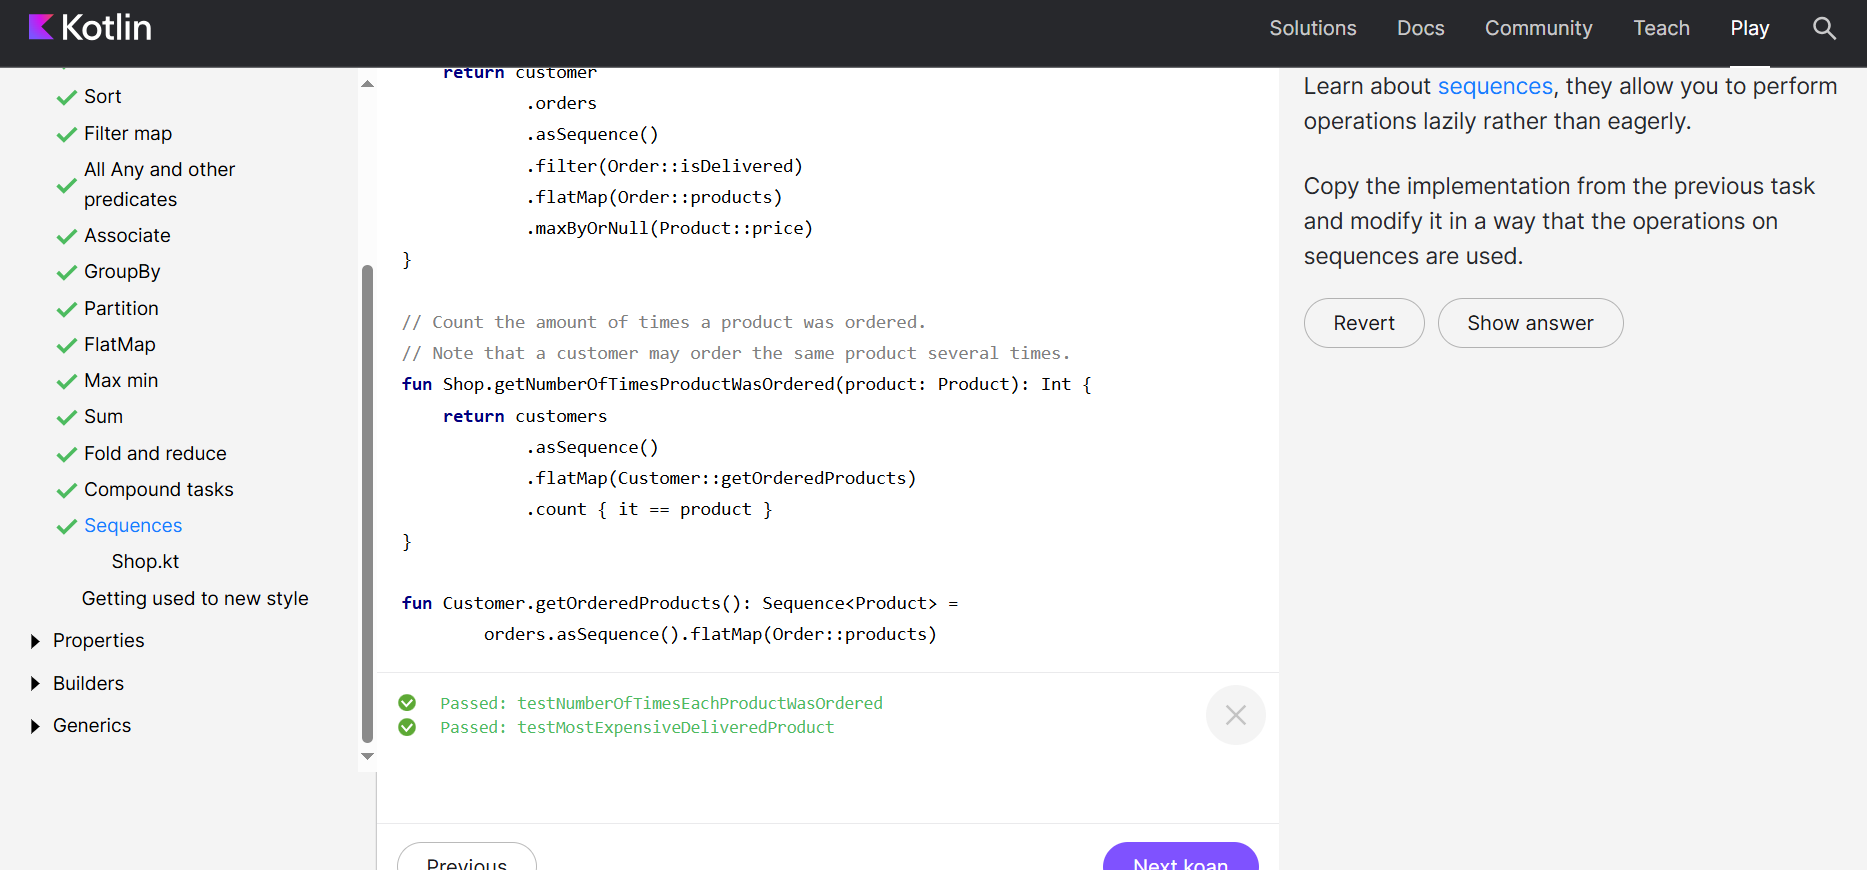 Kotlin
Solutions
Docs
Community
Teach
Play
Sort
Filter map
All Any and other
predicates
Associate
GroupBy
Partition
FlatMap
Max min
Sum
Fold and reduce
Compound tasks
Sequences
Shop.kt
Getting used to new style
Properties
Builders
Generics
return customer
.orders
.asSequence()
.filter(Order::isDelivered)
.flatMap(Order::products)
.maxByOrNull(Product::price)
}
// Count the amount of times a product was ordered.
// Note that a customer may order the same product several times.
fun Shop.getNumberOfTimesProductWasOrdered(product: Product): Int {
return customers
.asSequence()
.flatMap(Customer::getOrderedProducts)
.count { it == product }
}
fun Customer.getOrderedProducts(): Sequence<Product> =
orders.asSequence().flatMap(Order::products)
Passed: testNumberOfTimesEachProductWasOrdered
Passed: testMostExpensiveDeliveredProduct
Previous
Next koan
Learn about sequences, they allow you to perform
operations lazily rather than eagerly.
Copy the implementation from the previous task
and modify it in a way that the operations on
sequences are used.
Revert
Show answer